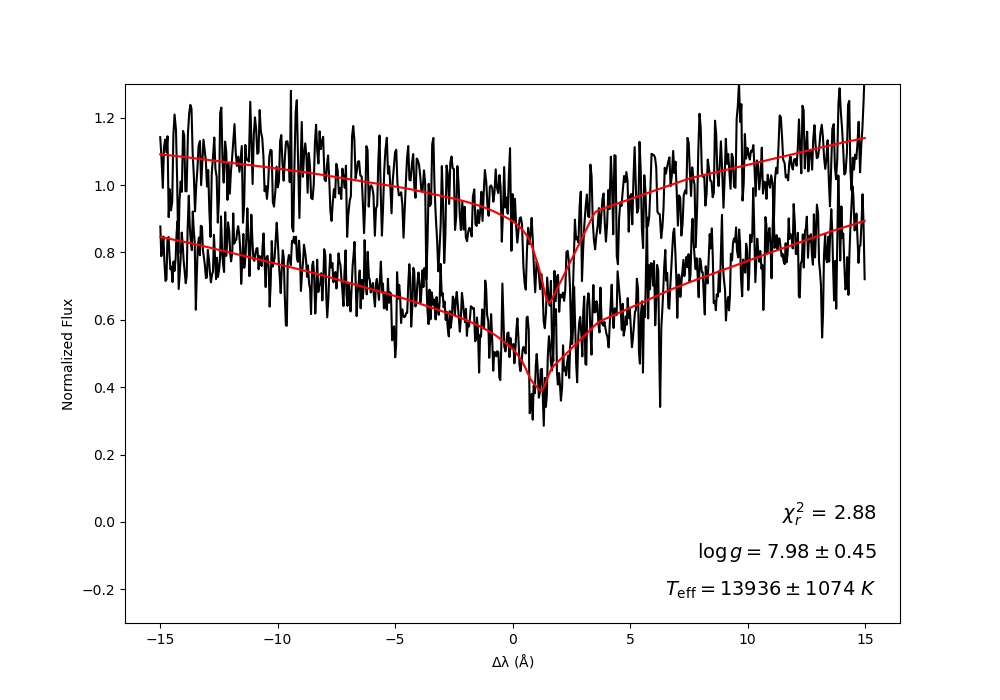 1.2
1.0
0.8
0.6
0.4
0.2
0.0
−0.2
Normalized Flux
χ²ᵣ = 2.88
log g = 7.98 ± 0.45
T_eff = 13936 ± 1074 K
−15 −10 −5 0 5 10 15
Δλ (Å)